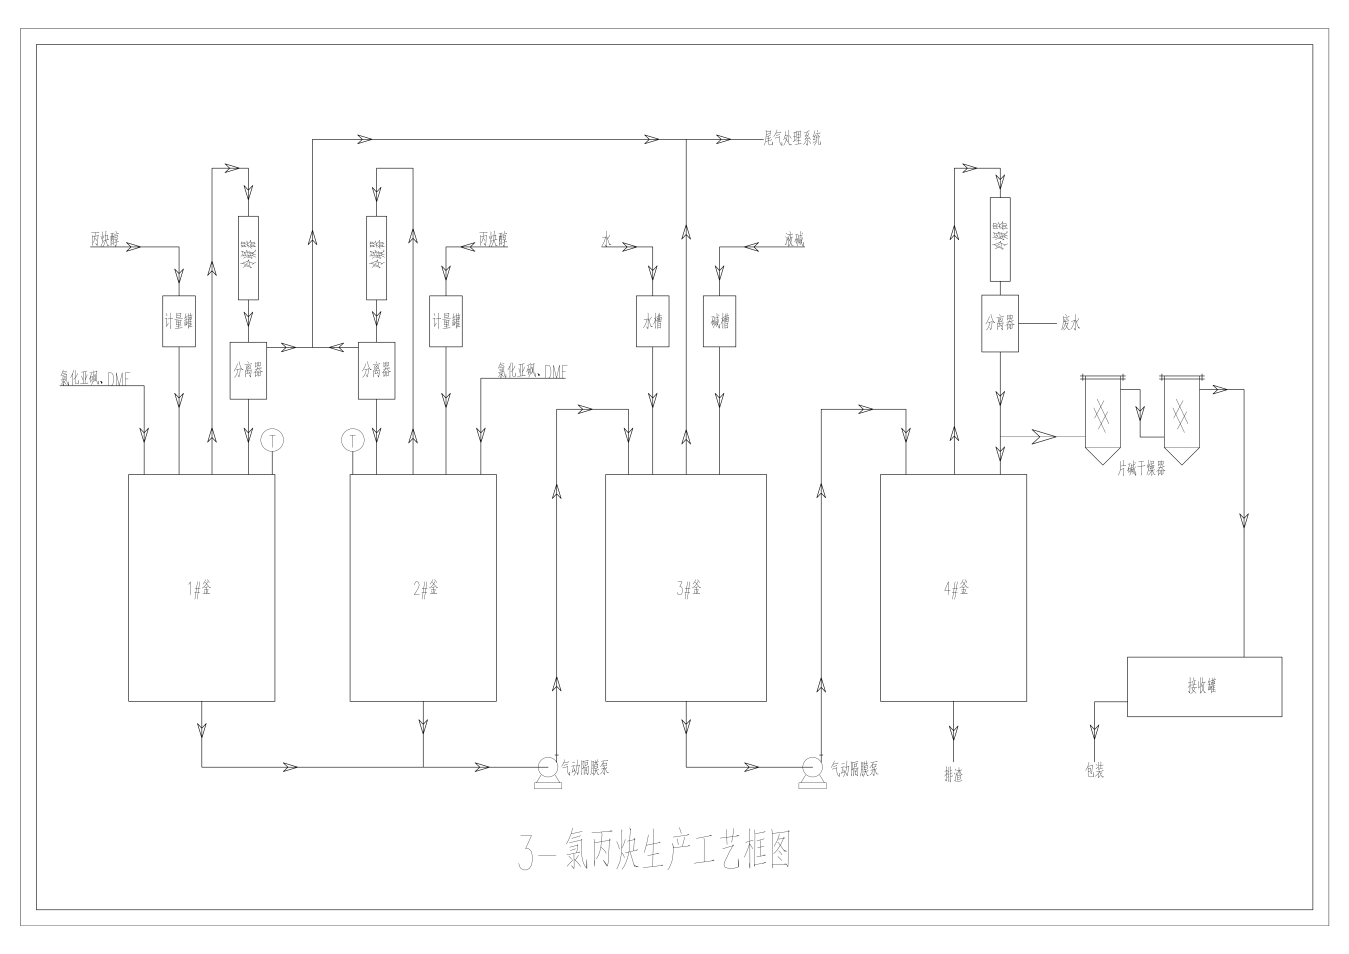 尾气处理系统
丙炔醇
丙炔醇
水
液碱
冷凝器
冷凝器
冷凝器
计量罐
计量罐
水槽
碱槽
分离器
废水
分离器
分离器
氯化亚砜、DMF
氯化亚砜、DMF
T
T
片碱干燥器
1#釜
2#釜
3#釜
4#釜
接收罐
气动隔膜泵
气动隔膜泵
排渣
包装
3-氯丙炔生产工艺框图